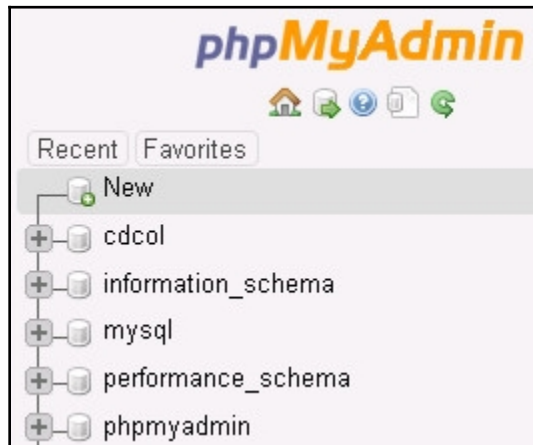 phpMyAdmin
Recent Favorites
New
cdcol
information_schema
mysql
performance_schema
phpmyadmin